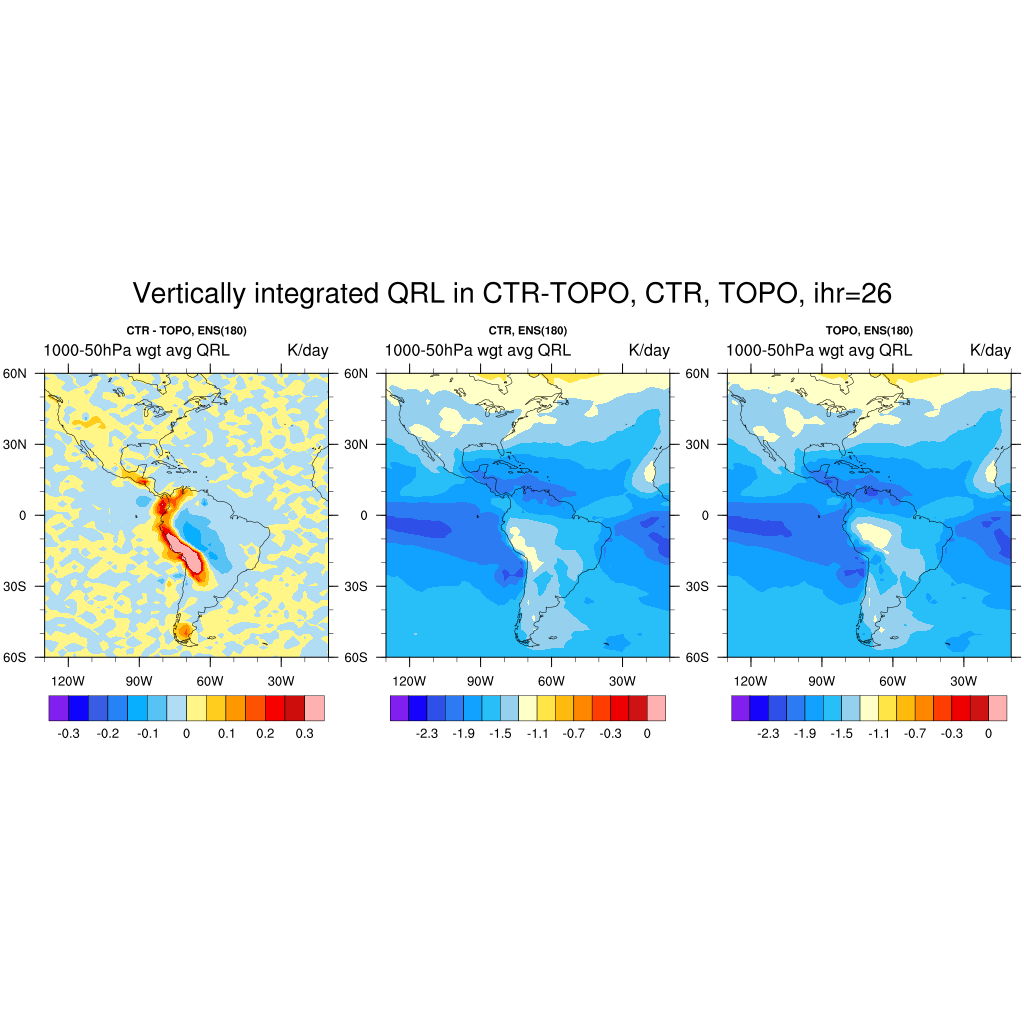 Vertically integrated QRL in CTR-TOPO, CTR, TOPO, ihr=26
CTR - TOPO, ENS(180)
1000-50hPa wgt avg QRL K/day
60N
30N
0
30S
60S
120W 90W 60W 30W
-0.3 -0.2 -0.1 0 0.1 0.2 0.3
CTR, ENS(180)
1000-50hPa wgt avg QRL K/day
60N
30N
0
30S
60S
120W 90W 60W 30W
-2.3 -1.9 -1.5 -1.1 -0.7 -0.3 0
TOPO, ENS(180)
1000-50hPa wgt avg QRL K/day
60N
30N
0
30S
60S
120W 90W 60W 30W
-2.3 -1.9 -1.5 -1.1 -0.7 -0.3 0